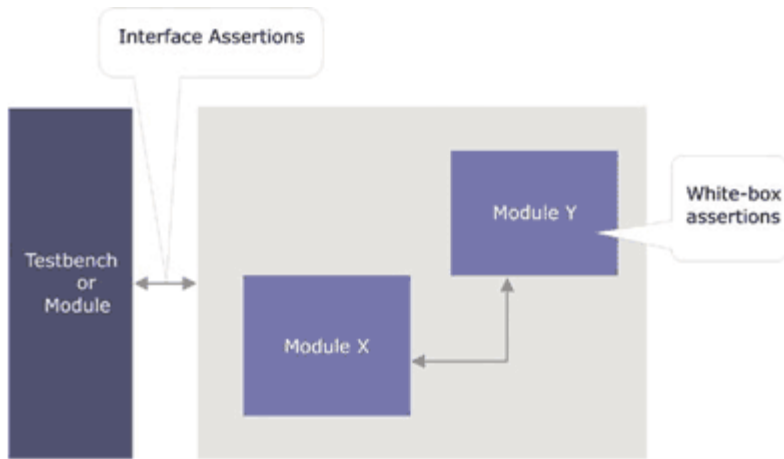 Interface Assertions
Testbench
or
Module
Module Y
White-box
assertions
Module X